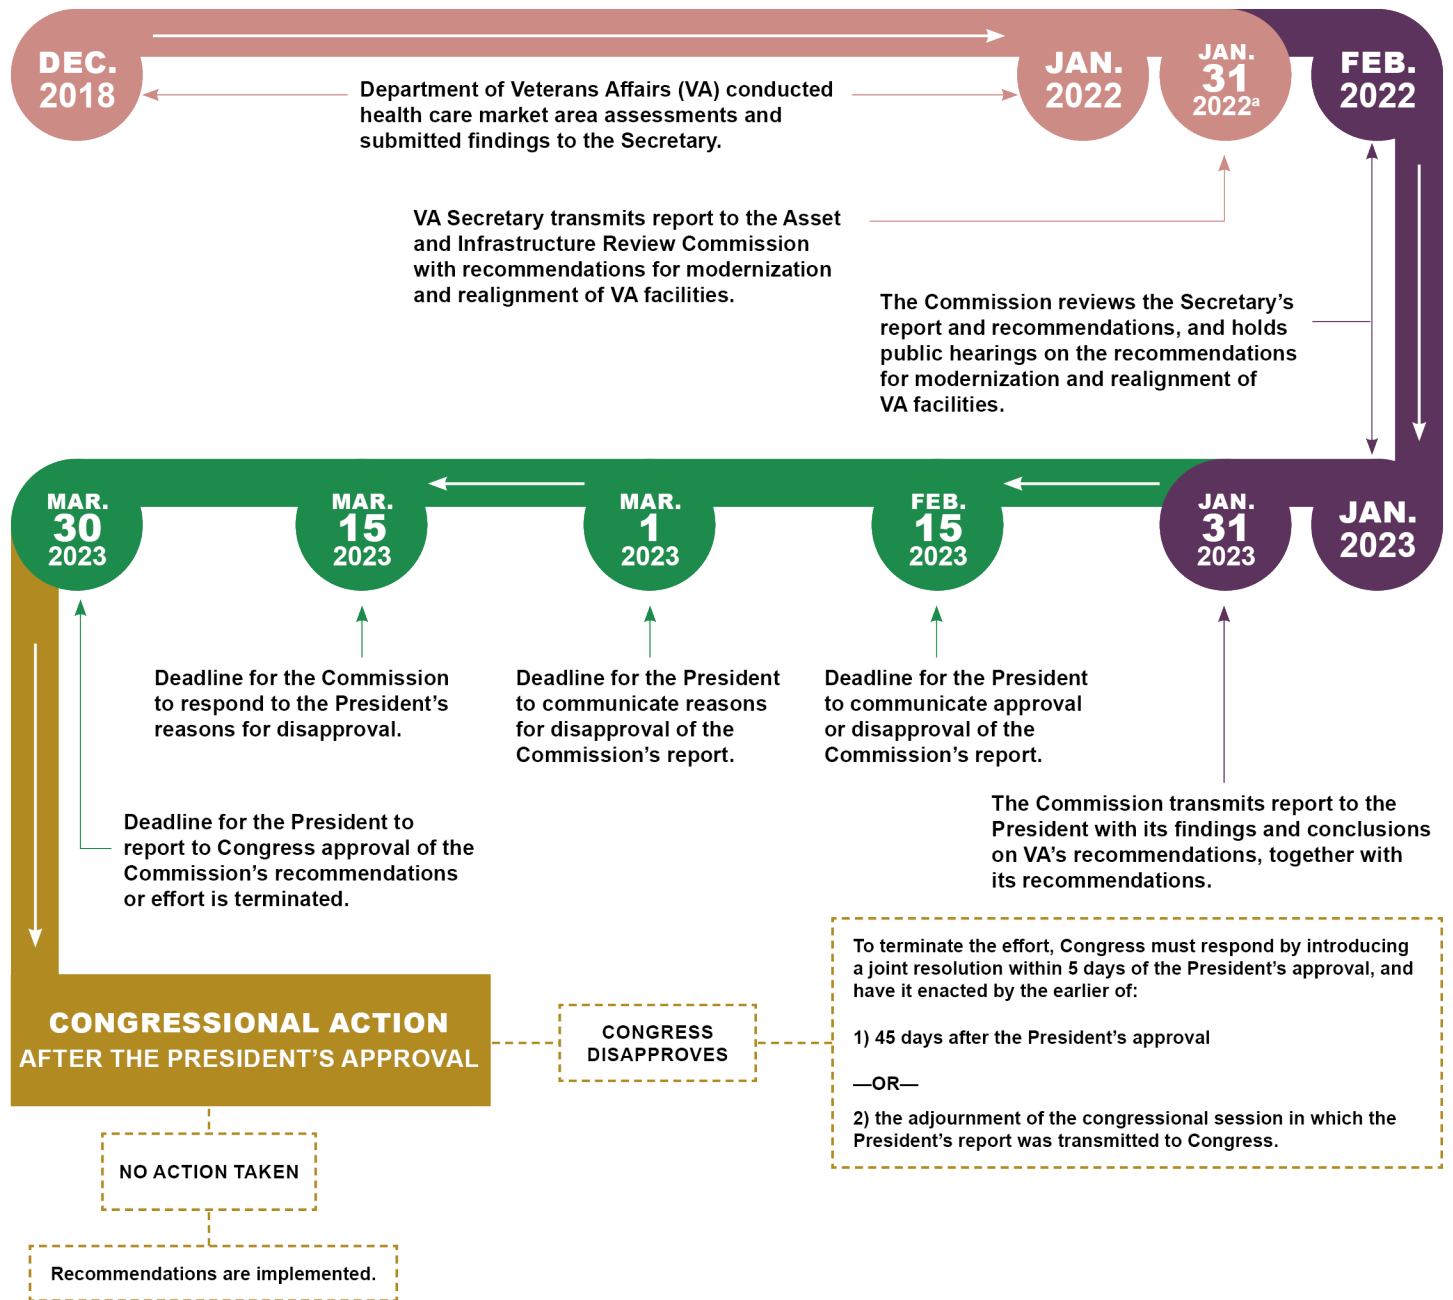 DEC.
2018
Department of Veterans Affairs (VA) conducted
health care market area assessments and
submitted findings to the Secretary.
JAN.
2022
JAN.
31
2022ᵃ
FEB.
2022
VA Secretary transmits report to the Asset
and Infrastructure Review Commission
with recommendations for modernization
and realignment of VA facilities.
The Commission reviews the Secretary’s
report and recommendations, and holds
public hearings on the recommendations
for modernization and realignment of
VA facilities.
JAN.
2023
JAN.
31
2023
FEB.
15
2023
MAR.
1
2023
MAR.
15
2023
MAR.
30
2023
The Commission transmits report to the
President with its findings and conclusions
on VA’s recommendations, together with
its recommendations.
Deadline for the President
to communicate approval
or disapproval of the
Commission’s report.
Deadline for the President
to communicate reasons
for disapproval of the
Commission’s report.
Deadline for the Commission
to respond to the President’s
reasons for disapproval.
Deadline for the President to
report to Congress approval of the
Commission’s recommendations
or effort is terminated.
CONGRESSIONAL ACTION
AFTER THE PRESIDENT’S APPROVAL
CONGRESS
DISAPPROVES
To terminate the effort, Congress must respond by introducing
a joint resolution within 5 days of the President’s approval, and
have it enacted by the earlier of:
1) 45 days after the President’s approval
—OR—
2) the adjournment of the congressional session in which the
President’s report was transmitted to Congress.
NO ACTION TAKEN
Recommendations are implemented.